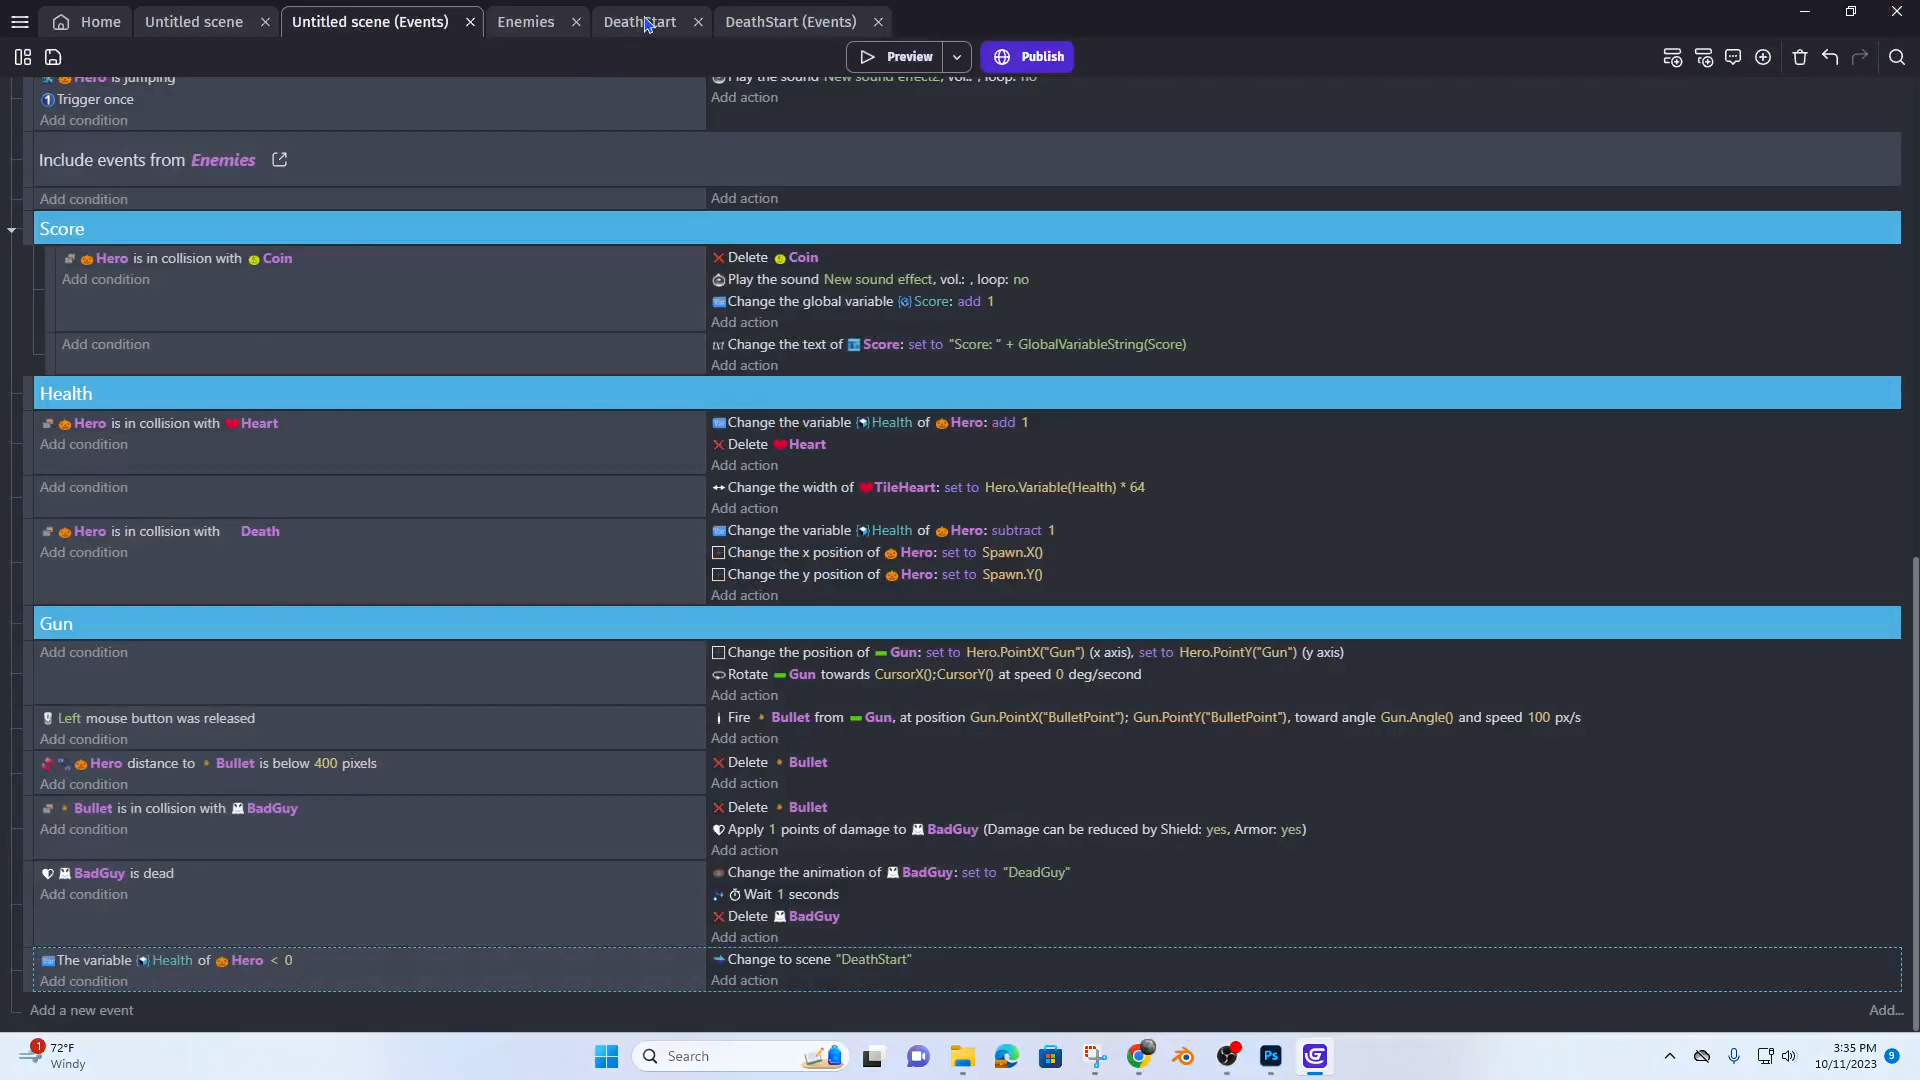 Home
Untitled scene
Untitled scene (Events)
Enemies
DeathStart
DeathStart (Events)
Preview
Publish
Hero is jumping
Play the sound New sound effect2, vol.: , loop: no
Trigger once
Add action
Add condition
Include events from Enemies
Add condition
Add action
Score
Hero is in collision with Coin
Delete Coin
Add condition
Play the sound New sound effect, vol.: , loop: no
Change the global variable Score: add 1
Add action
Add condition
Change the text of Score: set to "Score: " + GlobalVariableString(Score)
Add action
Health
Hero is in collision with Heart
Change the variable Health of Hero: add 1
Add condition
Delete Heart
Add action
Add condition
Change the width of TileHeart: set to Hero.Variable(Health) * 64
Add action
Hero is in collision with Death
Change the variable Health of Hero: subtract 1
Add condition
Change the x position of Hero: set to Spawn.X()
Change the y position of Hero: set to Spawn.Y()
Add action
Gun
Add condition
Change the position of Gun: set to Hero.PointX("Gun") (x axis), set to Hero.PointY("Gun") (y axis)
Rotate Gun towards CursorX();CursorY() at speed 0 deg/second
Add action
Left mouse button was released
Fire Bullet from Gun, at position Gun.PointX("BulletPoint"); Gun.PointY("BulletPoint"), toward angle Gun.Angle() and speed 100 px/s
Add condition
Add action
Hero distance to Bullet is below 400 pixels
Delete Bullet
Add condition
Add action
Bullet is in collision with BadGuy
Delete Bullet
Add condition
Apply 1 points of damage to BadGuy (Damage can be reduced by Shield: yes, Armor: yes)
Add action
BadGuy is dead
Change the animation of BadGuy: set to "DeadGuy"
Add condition
Wait 1 seconds
Delete BadGuy
Add action
The variable Health of Hero < 0
Change to scene "DeathStart"
Add condition
Add action
Add a new event
Add...
1
72°F
Windy
Search
Ps
3:35 PM
10/11/2023
9